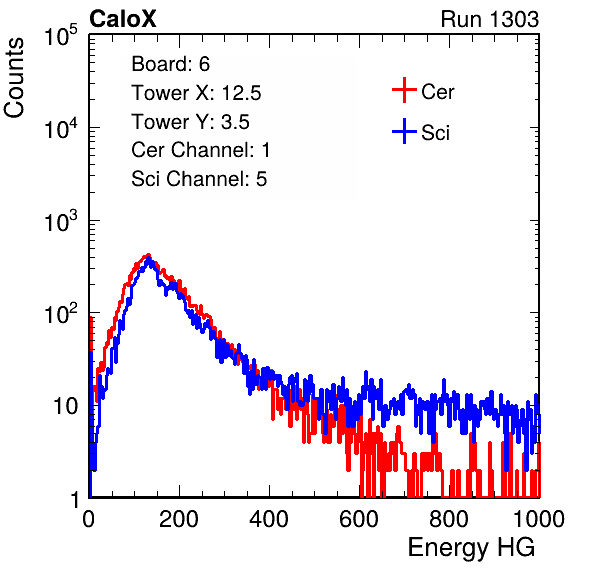 CaloX Run 1303
Counts
Board: 6
Tower X: 12.5
Tower Y: 3.5
Cer Channel: 1
Sci Channel: 5
Cer
Sci
10^5
10^4
10^3
10^2
10
1
0 200 400 600 800 1000
Energy HG